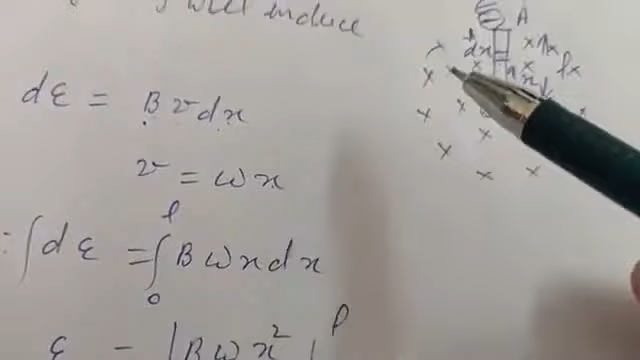 will induce
A
dx
l
dε = B v dx
v = ωx
∫dε = ∫₀ˡ Bωx dx
ε = | Bωx² |ˡ